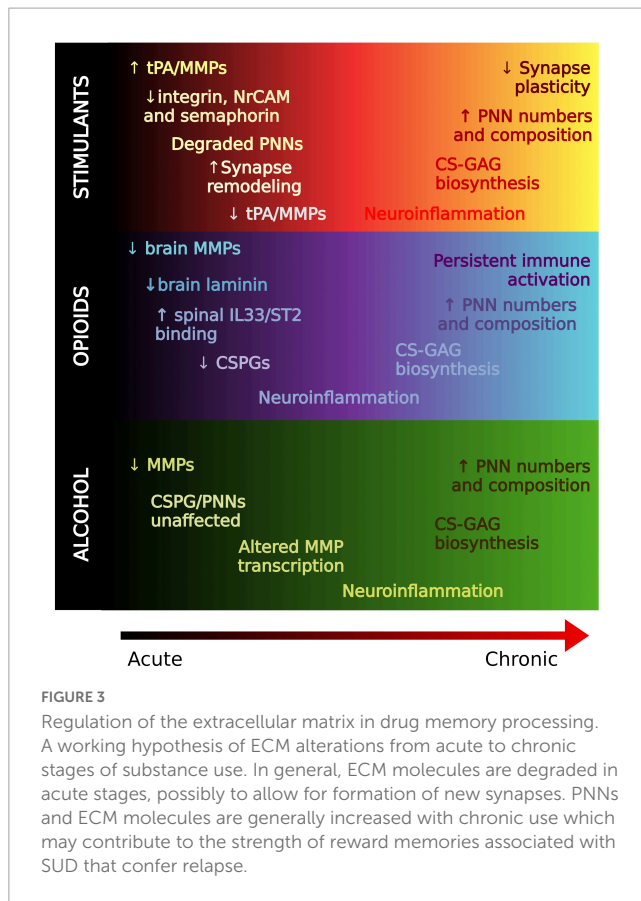 STIMULANTS
↑ tPA/MMPs
↓integrin, NrCAM
and semaphorin
Degraded PNNs
↑Synapse
remodeling
↓ tPA/MMPs
Neuroinflammation
↓ Synapse
plasticity
↑ PNN numbers
and composition
CS-GAG
biosynthesis
OPIOIDS
↓ brain MMPs
↓brain laminin
↑ spinal IL33/ST2
binding
↓ CSPGs
Neuroinflammation
Persistent immune
activation
↑ PNN numbers
and composition
CS-GAG
biosynthesis
ALCOHOL
↓ MMPs
CSPG/PNNs
unaffected
Altered MMP
transcription
Neuroinflammation
↑ PNN numbers
and composition
CS-GAG
biosynthesis
Acute
Chronic
FIGURE 3
Regulation of the extracellular matrix in drug memory processing.
A working hypothesis of ECM alterations from acute to chronic
stages of substance use. In general, ECM molecules are degraded in
acute stages, possibly to allow for formation of new synapses. PNNs
and ECM molecules are generally increased with chronic use which
may contribute to the strength of reward memories associated with
SUD that confer relapse.